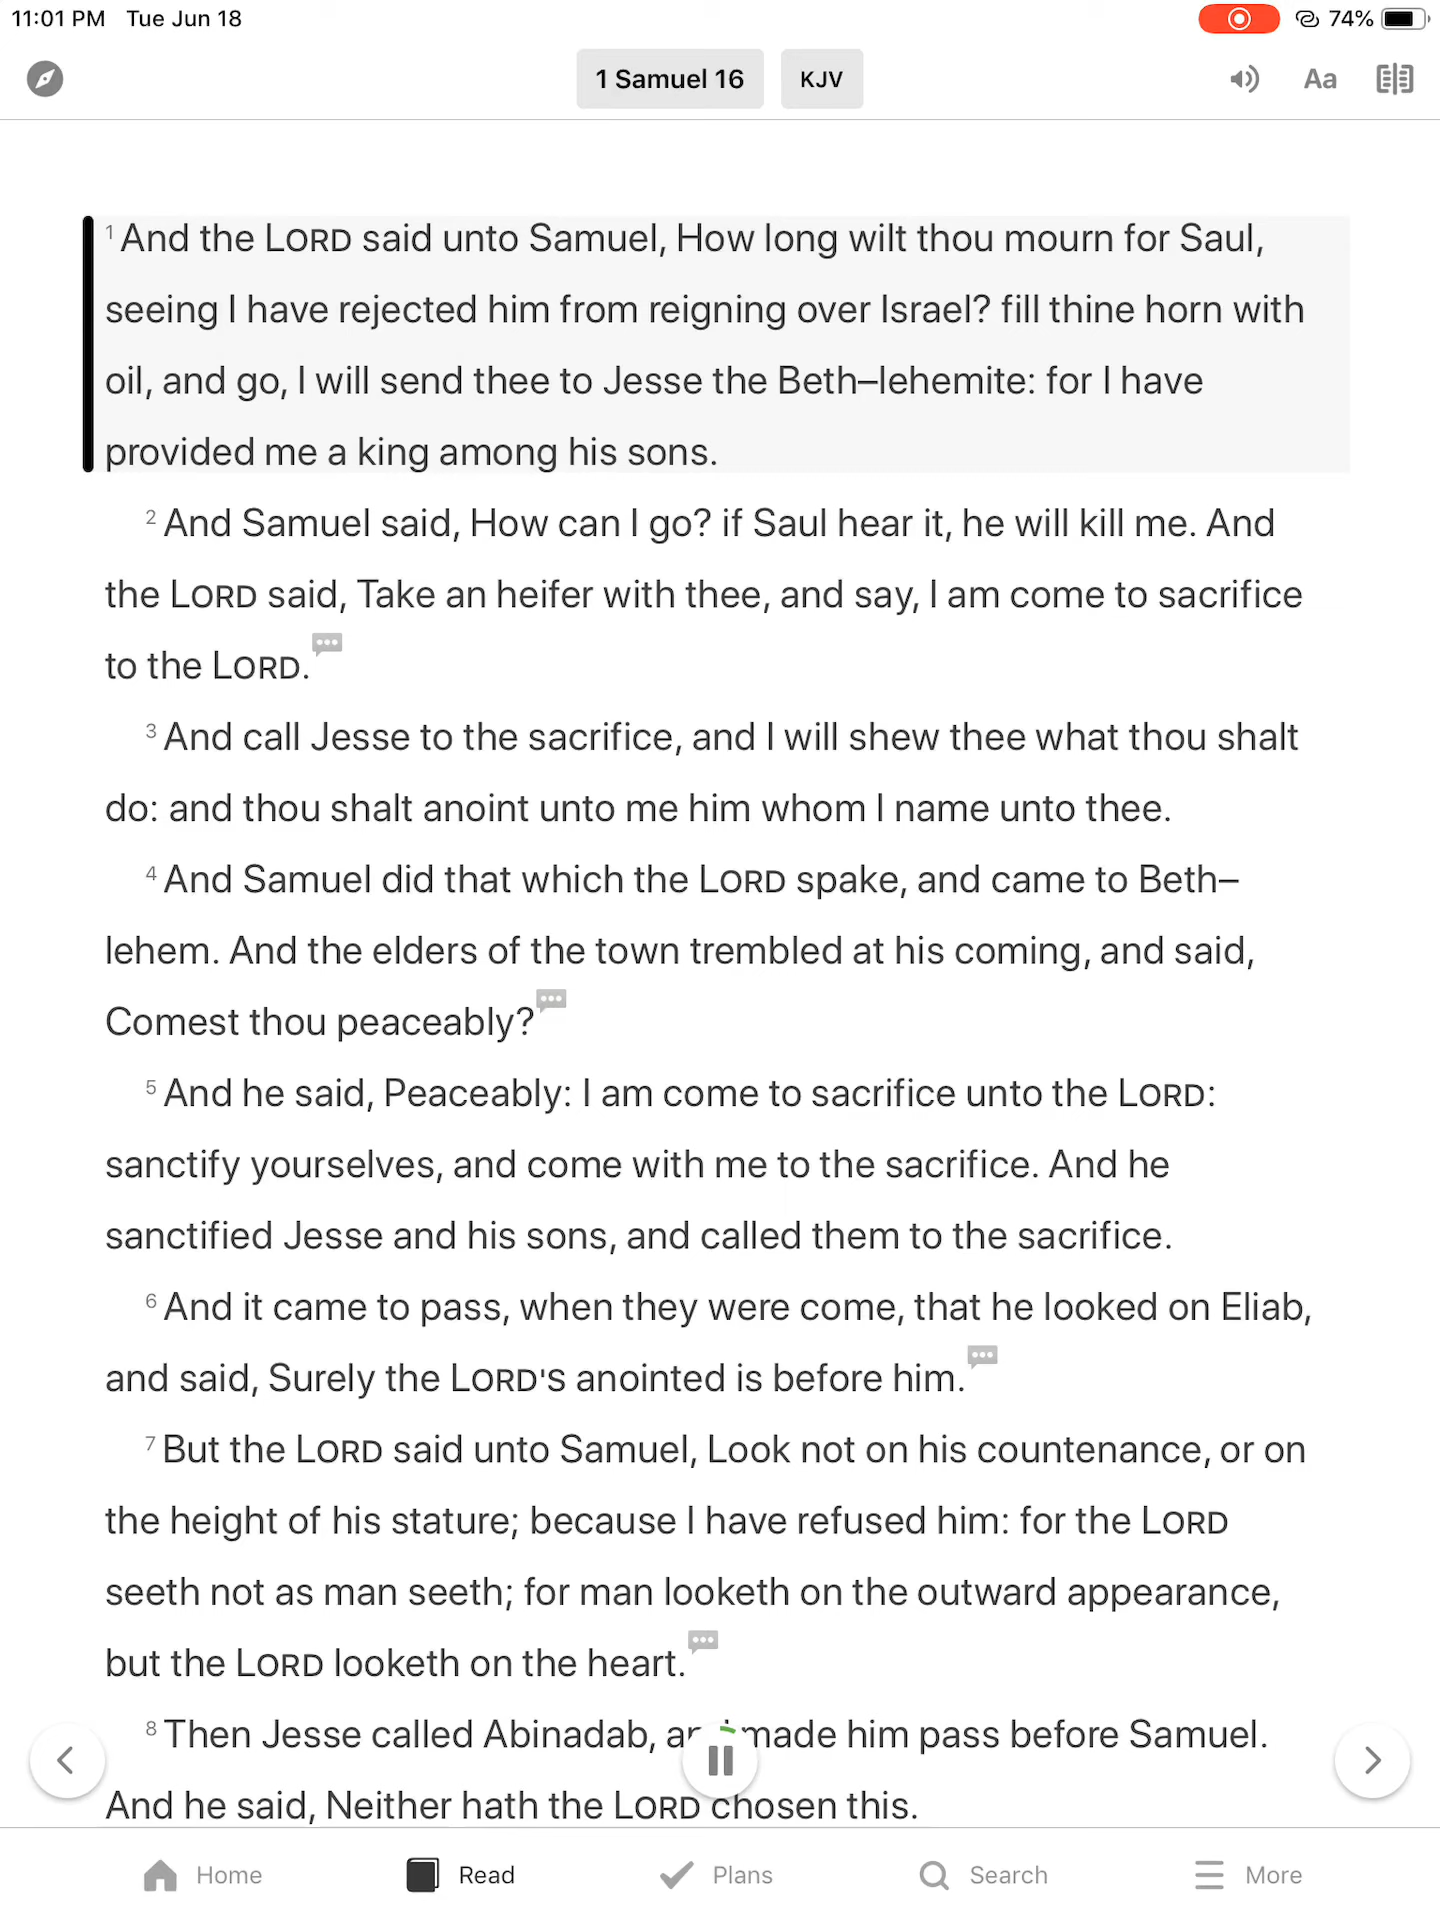 11:01 PM Tue Jun 18 74%
1 Samuel 16 KJV Aa
1 And the LORD said unto Samuel, How long wilt thou mourn for Saul,
seeing I have rejected him from reigning over Israel? fill thine horn with
oil, and go, I will send thee to Jesse the Beth–lehemite: for I have
provided me a king among his sons.
2 And Samuel said, How can I go? if Saul hear it, he will kill me. And
the LORD said, Take an heifer with thee, and say, I am come to sacrifice
to the LORD.
3 And call Jesse to the sacrifice, and I will shew thee what thou shalt
do: and thou shalt anoint unto me him whom I name unto thee.
4 And Samuel did that which the LORD spake, and came to Beth–
lehem. And the elders of the town trembled at his coming, and said,
Comest thou peaceably?
5 And he said, Peaceably: I am come to sacrifice unto the LORD:
sanctify yourselves, and come with me to the sacrifice. And he
sanctified Jesse and his sons, and called them to the sacrifice.
6 And it came to pass, when they were come, that he looked on Eliab,
and said, Surely the LORD'S anointed is before him.
7 But the LORD said unto Samuel, Look not on his countenance, or on
the height of his stature; because I have refused him: for the LORD
seeth not as man seeth; for man looketh on the outward appearance,
but the LORD looketh on the heart.
8 Then Jesse called Abinadab, and made him pass before Samuel.
And he said, Neither hath the LORD chosen this.
Home Read Plans Search More